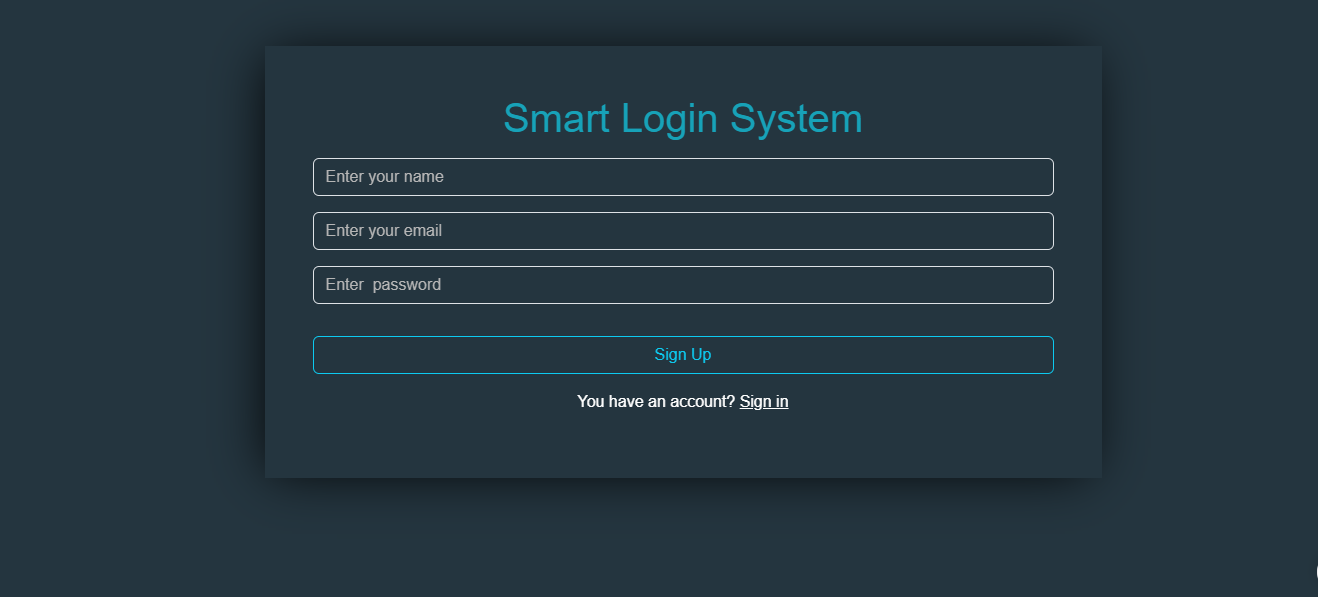 Smart Login System
Enter your name
Enter your email
Enter  password
Sign Up
You have an account? Sign in